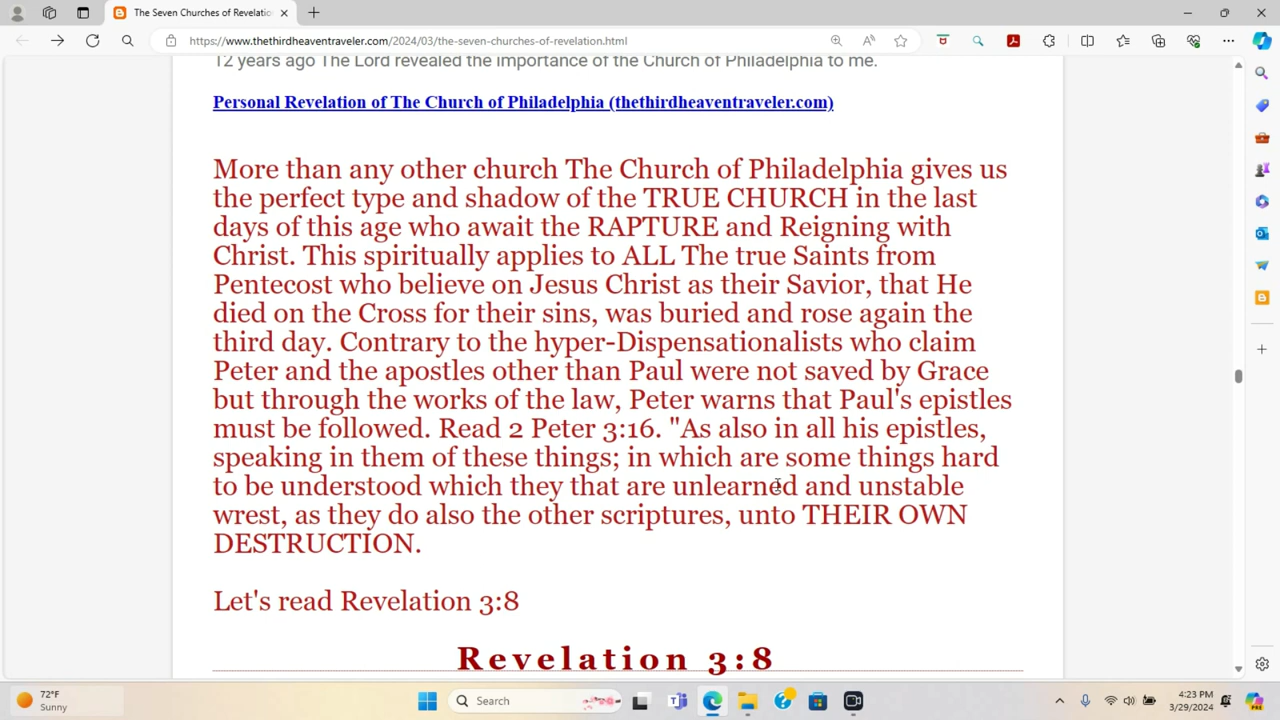 The Seven Churches of Revelatio
https://www.thethirdheaventraveler.com/2024/03/the-seven-churches-of-revelation.html
12 years ago The Lord revealed the importance of the Church of Philadelphia to me.
Personal Revelation of The Church of Philadelphia (thethirdheaventraveler.com)
More than any other church The Church of Philadelphia gives us
the perfect type and shadow of the TRUE CHURCH in the last
days of this age who await the RAPTURE and Reigning with
Christ. This spiritually applies to ALL The true Saints from
Pentecost who believe on Jesus Christ as their Savior, that He
died on the Cross for their sins, was buried and rose again the
third day. Contrary to the hyper-Dispensationalists who claim
Peter and the apostles other than Paul were not saved by Grace
but through the works of the law, Peter warns that Paul's epistles
must be followed. Read 2 Peter 3:16. "As also in all his epistles,
speaking in them of these things; in which are some things hard
to be understood which they that are unlearned and unstable
wrest, as they do also the other scriptures, unto THEIR OWN
DESTRUCTION.
Let's read Revelation 3:8
Revelation 3:8
72°F
Sunny
Search
4:23 PM
3/29/2024